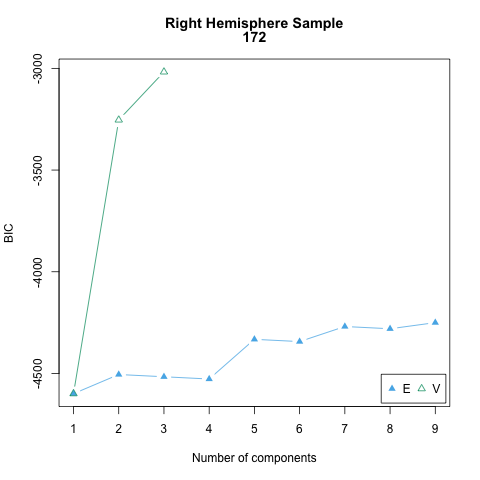 Right Hemisphere Sample
172
BIC
-3000
-3500
-4000
-4500
E V
1 2 3 4 5 6 7 8 9
Number of components